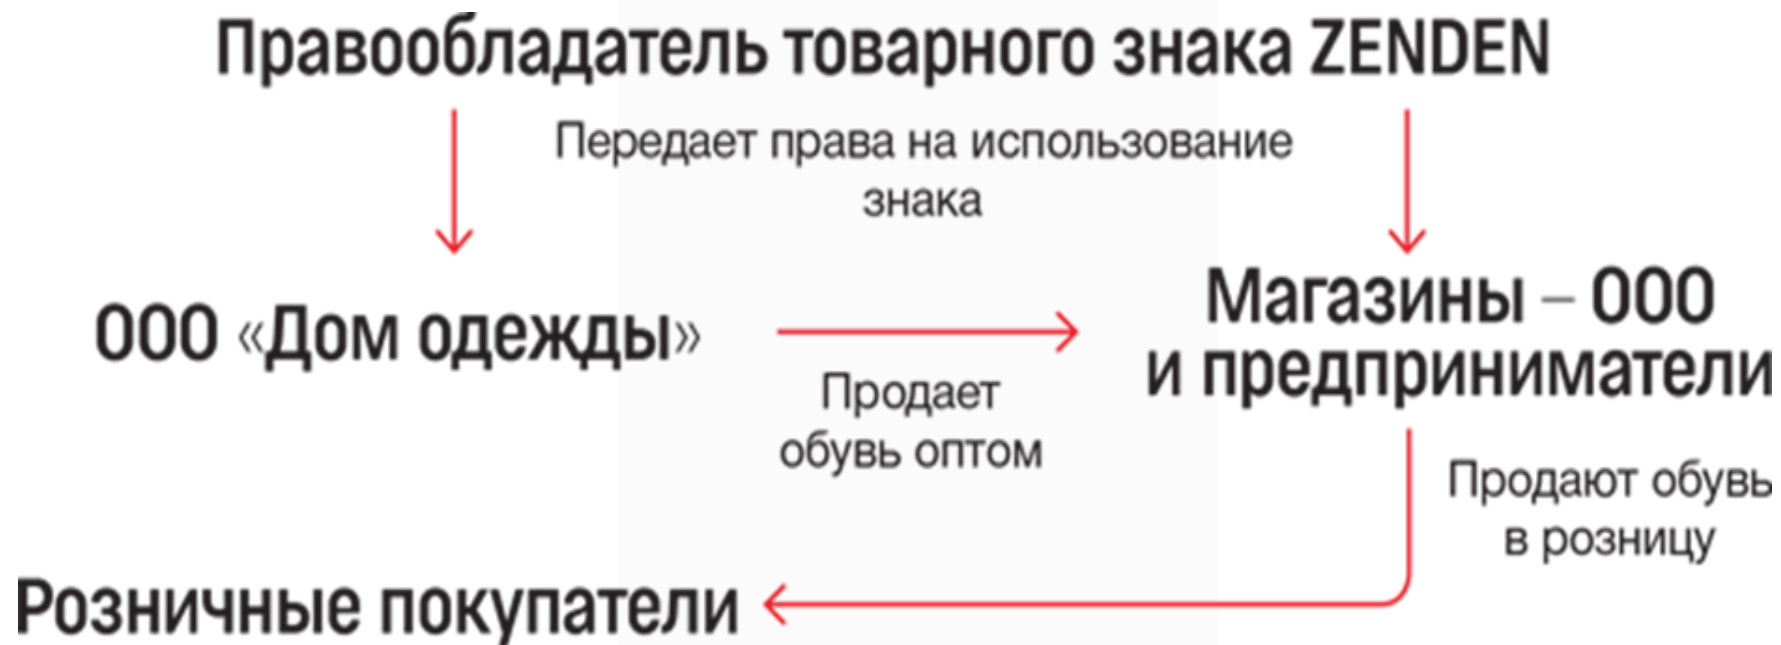 Правообладатель товарного знака ZENDEN
Передает права на использование
знака
ООО «Дом одежды»
Магазины – ООО
и предприниматели
Продает
обувь оптом
Продают обувь
в розницу
Розничные покупатели